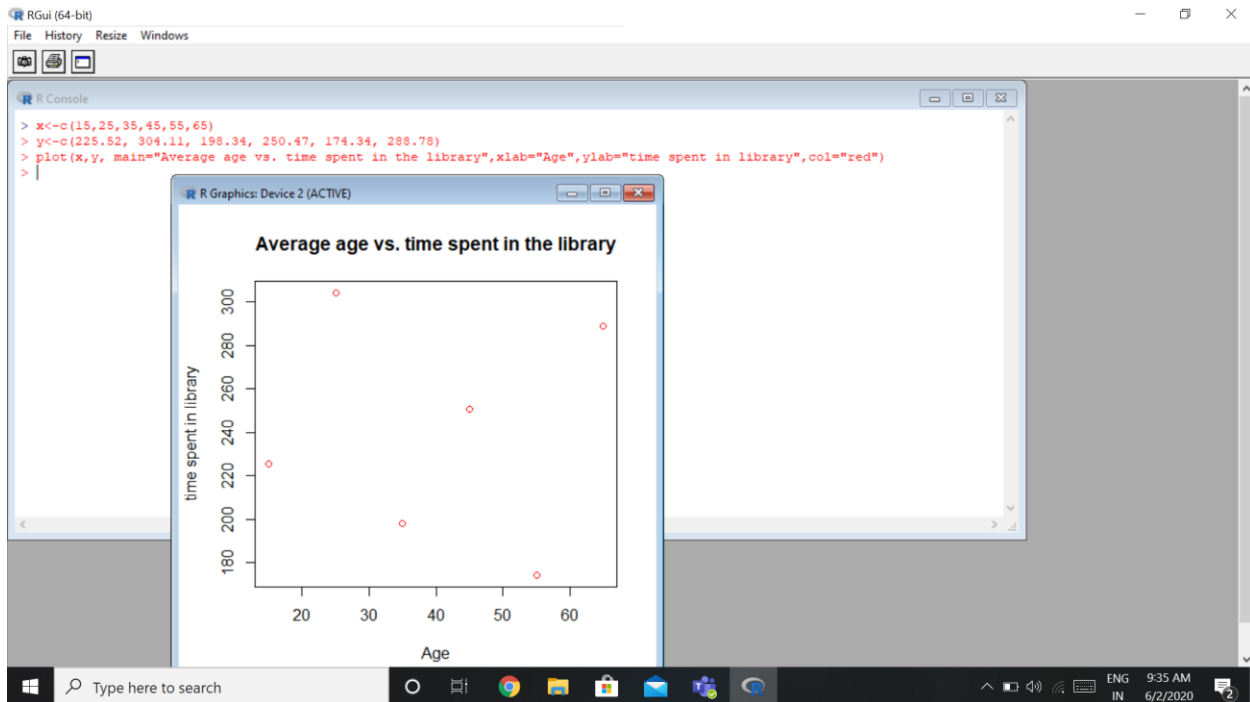 RGui (64-bit)
File History Resize Windows
R Console
> x<-c(15,25,35,45,55,65)
> y<-c(225.52, 304.11, 198.34, 250.47, 174.34, 288.78)
> plot(x,y, main="Average age vs. time spent in the library",xlab="Age",ylab="time spent in library",col="red")
>
R Graphics: Device 2 (ACTIVE)
Average age vs. time spent in the library
time spent in library
300
280
260
240
220
200
180
20 30 40 50 60
Age
Type here to search
ENG 9:35 AM
IN 6/2/2020
2